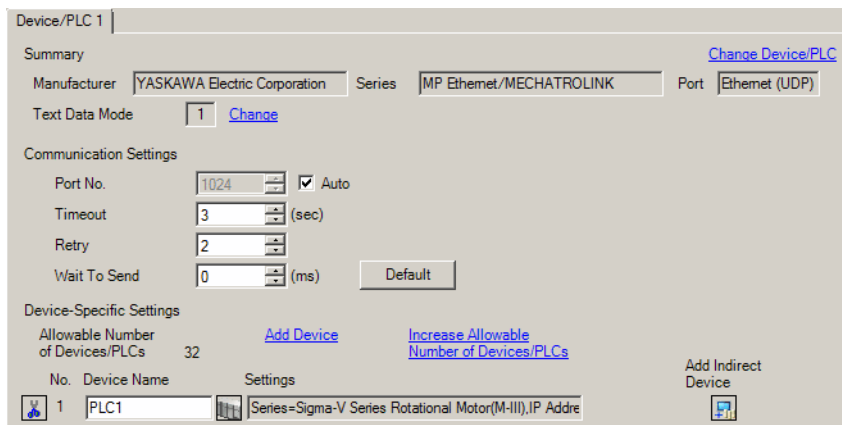 Device/PLC 1
Summary
Change Device/PLC
Manufacturer YASKAWA Electric Corporation Series MP Ethernet/MECHATROLINK Port Ethernet (UDP)
Text Data Mode 1 Change
Communication Settings
Port No. 1024 Auto
Timeout 3 (sec)
Retry 2
Wait To Send 0 (ms) Default
Device-Specific Settings
Allowable Number Add Device Increase Allowable
of Devices/PLCs 32 Number of Devices/PLCs
Add Indirect
No. Device Name Settings Device
1 PLC1 Series=Sigma-V Series Rotational Motor(M-III),IP Addre